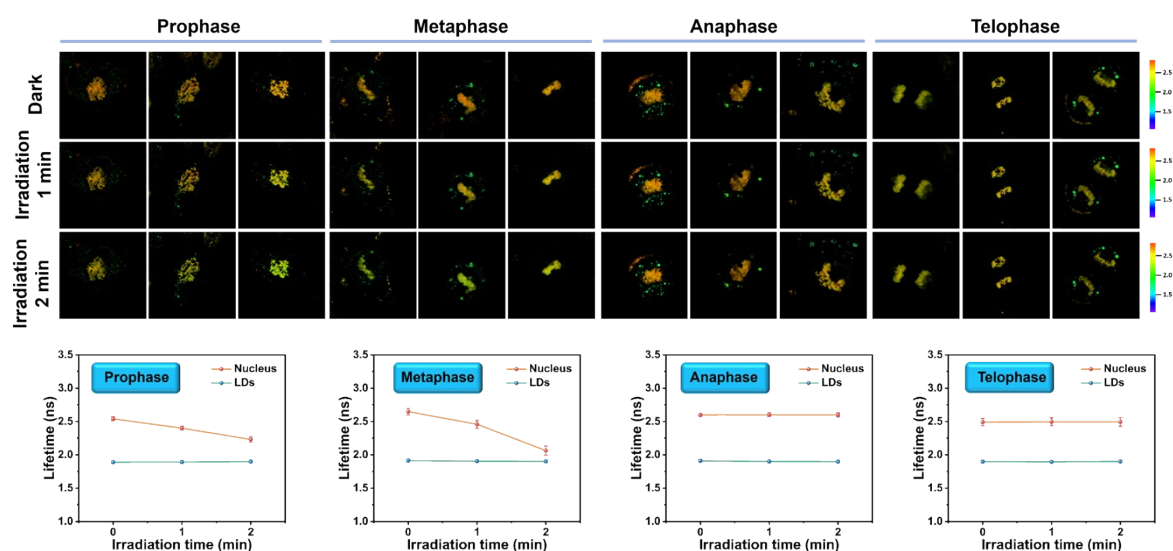 Prophase
Metaphase
Anaphase
Telophase
Dark
2.5
2.0
1.5
Irradiation
1 min
2.5
2.0
1.5
Irradiation
2 min
2.5
2.0
1.5
Prophase
Nucleus
LDs
Lifetime (ns)
3.5
3.0
2.5
2.0
1.5
1.0
0 1 2
Irradiation time (min)
Metaphase
Nucleus
LDs
Lifetime (ns)
3.5
3.0
2.5
2.0
1.5
1.0
0 1 2
Irradiation time (min)
Anaphase
Nucleus
LDs
Lifetime (ns)
3.5
3.0
2.5
2.0
1.5
1.0
0 1 2
Irradiation time (min)
Telophase
Nucleus
LDs
Lifetime (ns)
3.5
3.0
2.5
2.0
1.5
1.0
0 1 2
Irradiation time (min)